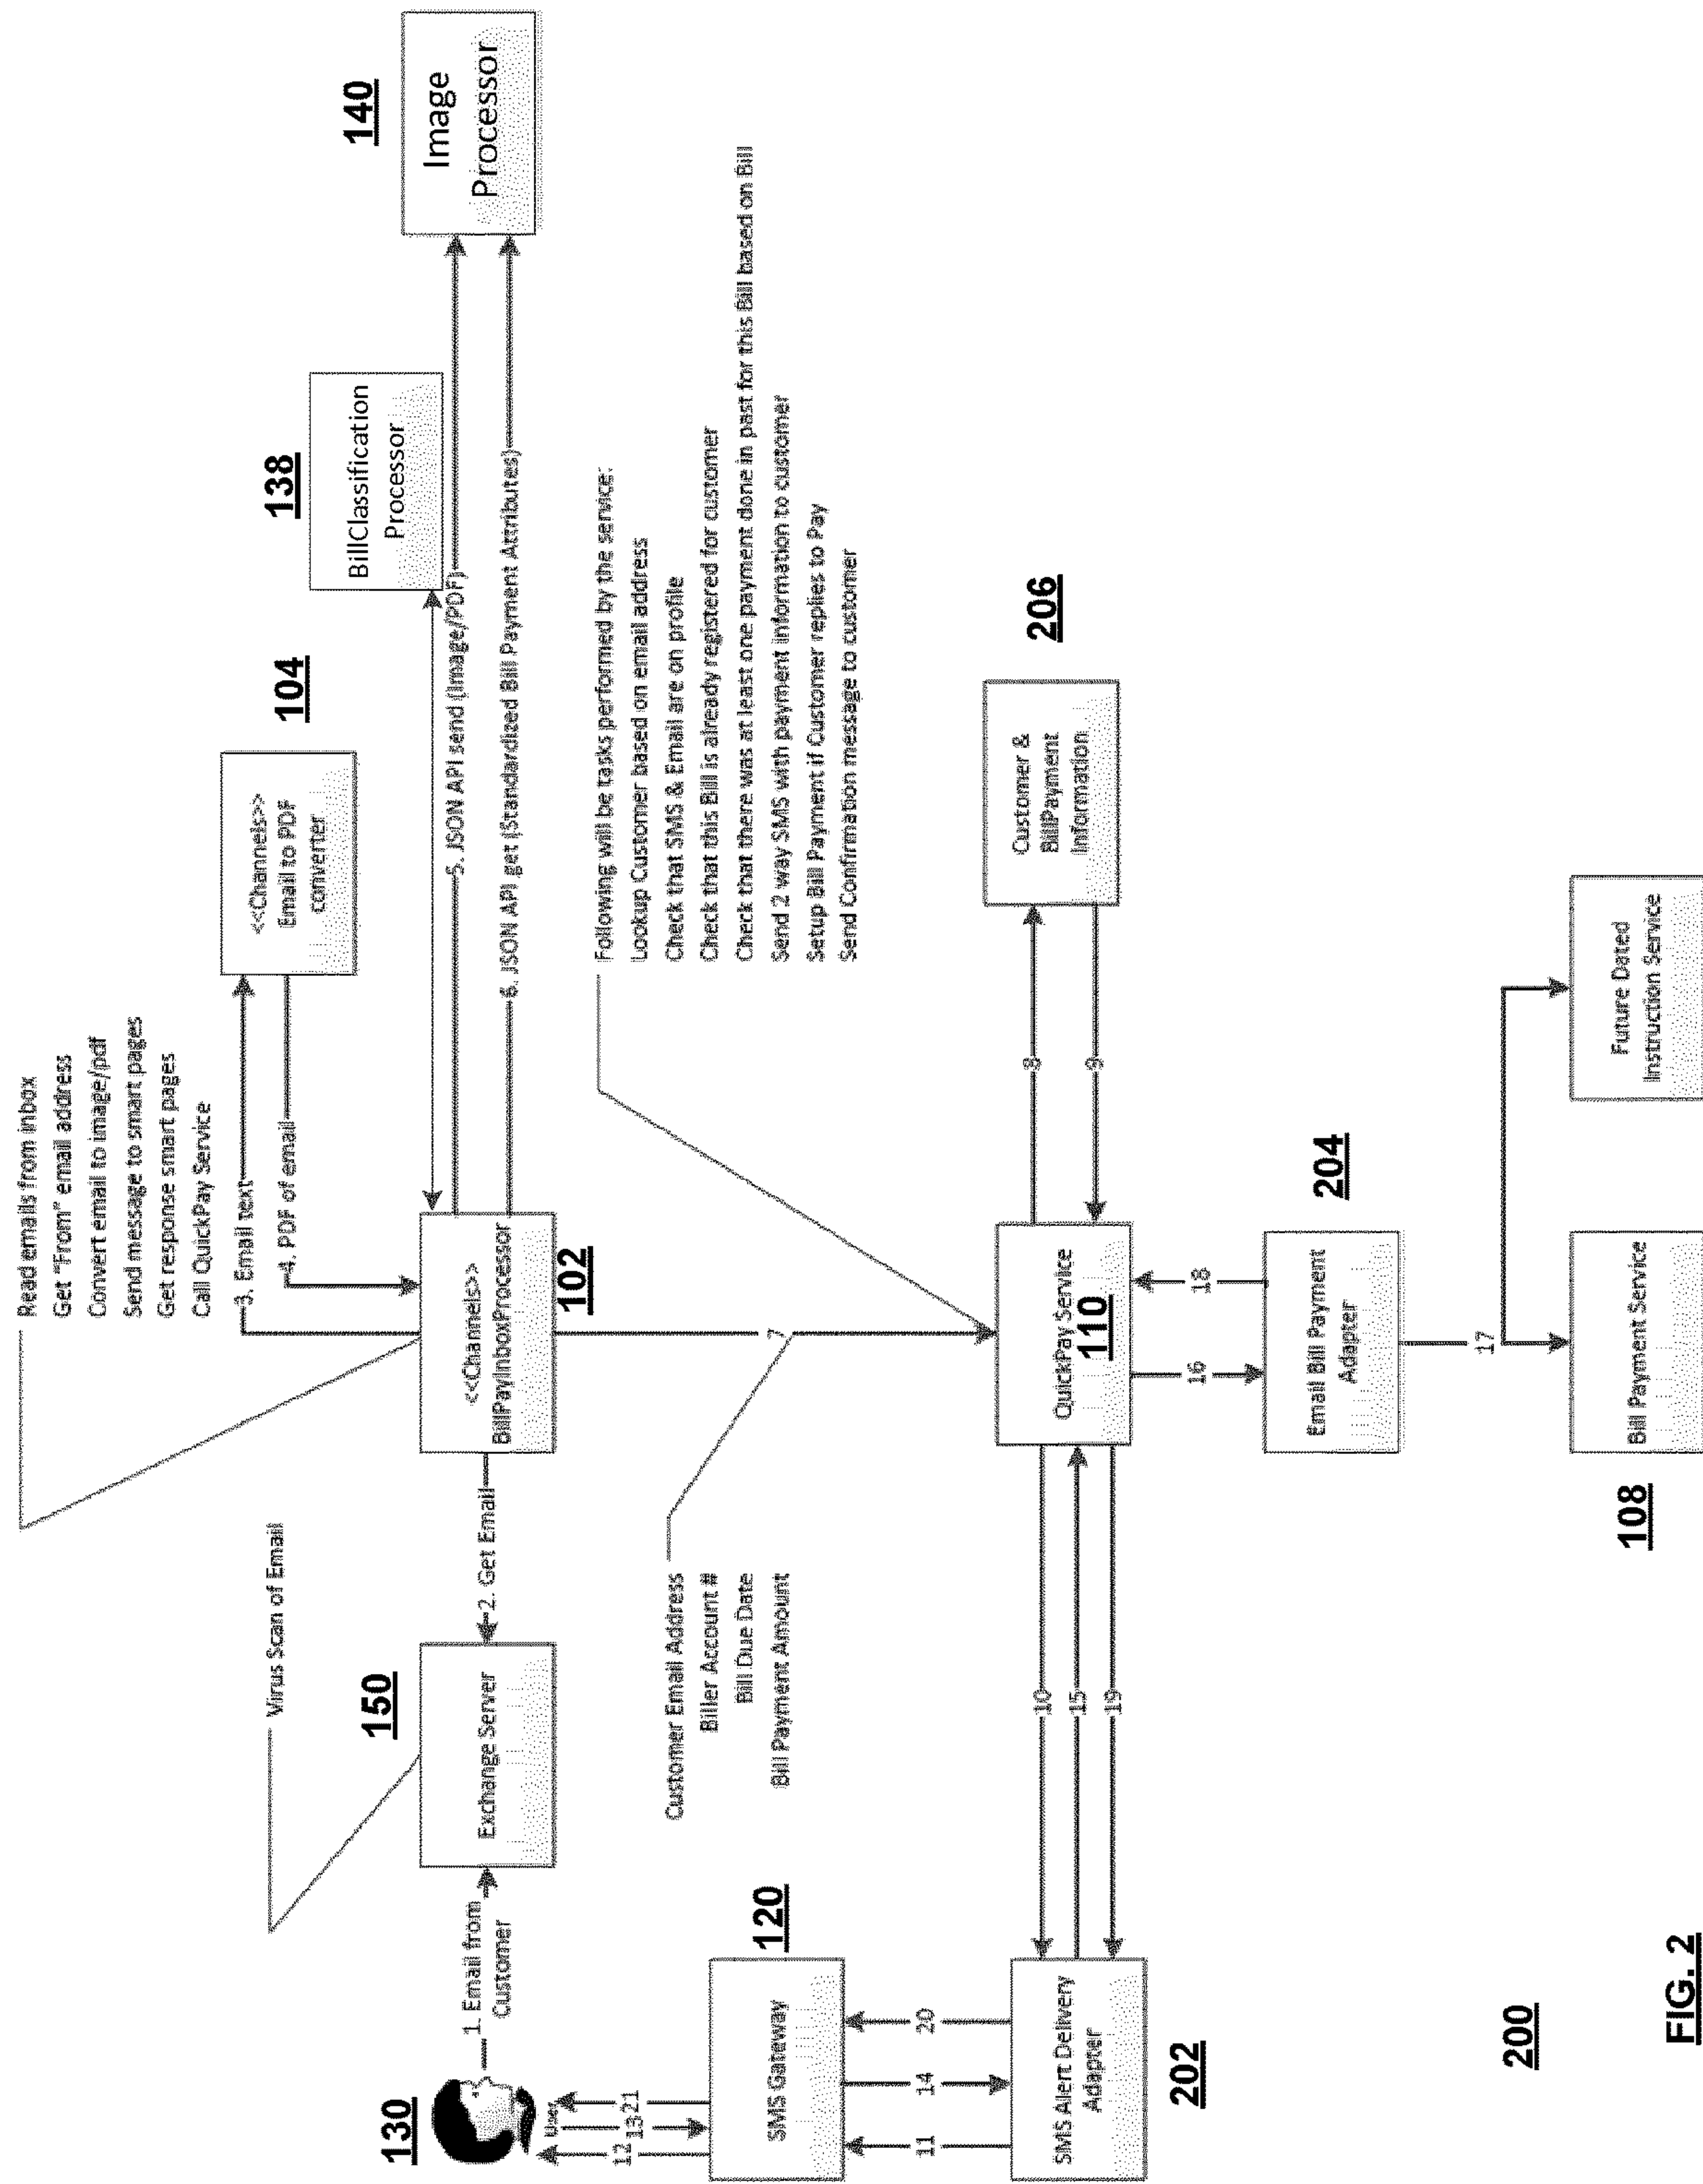 Read emails from inbox
Get "From" email address
Convert email to image/pdf
Send message to smart pages
Get response smart pages
Call QuickPay Service
Virus Scan of Email
130
User
1. Email from
Customer
150
Exchange Server
2. Get Email
<<Channels>>
BillPayInboxProcessor
102
3. Email text
4. PDF of email
104
<<Channels>>
Email to PDF
converter
138
BillClassification
Processor
140
Image
Processor
5. JSON API send (Image/PDF)
6. JSON API get (Standardized Bill Payment Attributes)
Following will be tasks performed by the service:
Lookup Customer based on email address
Check that SMS & Email are on profile
Check that this Bill is already registered for customer
Check that there was at least one payment done in past for this Bill based on Bill
Send 2 way SMS with payment information to customer
Setup Bill Payment if Customer replies to Pay
Send Confirmation message to customer
Customer Email Address
Biller Account #
Bill Due Date
Bill Payment Amount
7
12
13
21
120
SMS Gateway
11
14
20
SMS Alert Delivery
Adapter
202
10
15
19
QuickPay Service
110
8
9
206
Customer &
BillPayment
Information
16
18
204
Email Bill Payment
Adapter
17
108
Bill Payment Service
Future Dated
Instruction Service
200
FIG. 2